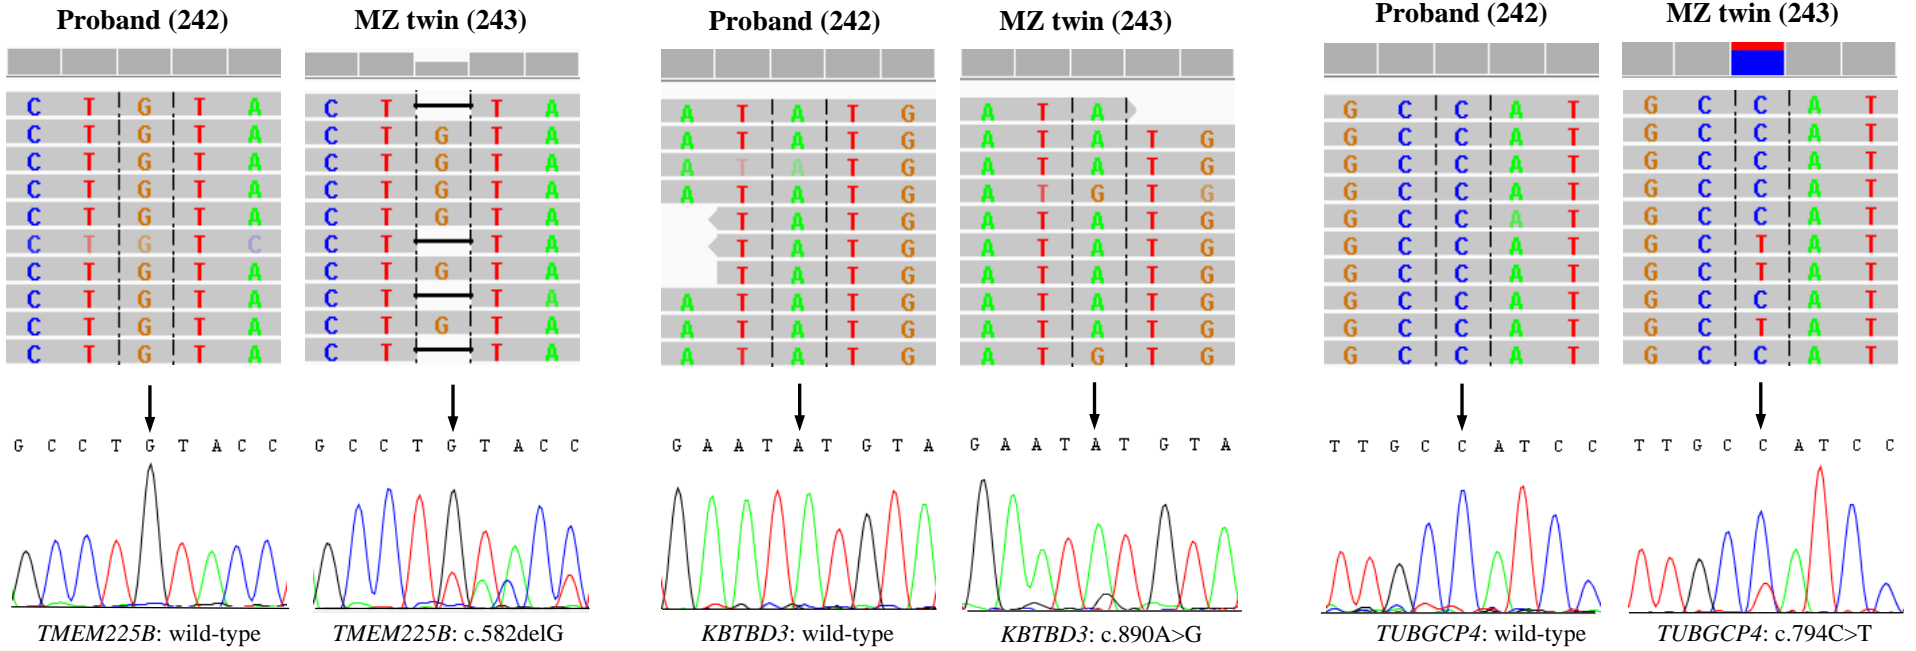 Proband (242)
C T G T A
C T G T A
C T G T A
C T G T A
C T G T A
C T G T C
C T G T A
C T G T A
C T G T A
C T G T A
G C C T G T A C C
TMEM225B: wild-type
MZ twin (243)
C T T A
C T G T A
C T G T A
C T G T A
C T G T A
C T T A
C T G T A
C T T A
C T G T A
C T T A
G C C T G T A C C
TMEM225B: c.582delG
Proband (242)
A T A T G
A T A T G
A T A T G
A T A T G
T A T G
T A T G
T A T G
A T A T G
A T A T G
A T A T G
G A A T A T G T A
KBTBD3: wild-type
MZ twin (243)
A T A
A T A T G
A T A T G
A T G T G
A T A T G
A T A T G
A T A T G
A T A T G
A T A T G
A T G T G
G A A T A T G T A
KBTBD3: c.890A>G
Proband (242)
G C C A T
G C C A T
G C C A T
G C C A T
G C C A T
G C C A T
G C C A T
G C C A T
G C C A T
G C C A T
T T G C C A T C C
TUBGCP4: wild-type
MZ twin (243)
G C C A T
G C C A T
G C C A T
G C C A T
G C C A T
G C T A T
G C T A T
G C C A T
G C T A T
G C C A T
T T G C C A T C C
TUBGCP4: c.794C>T